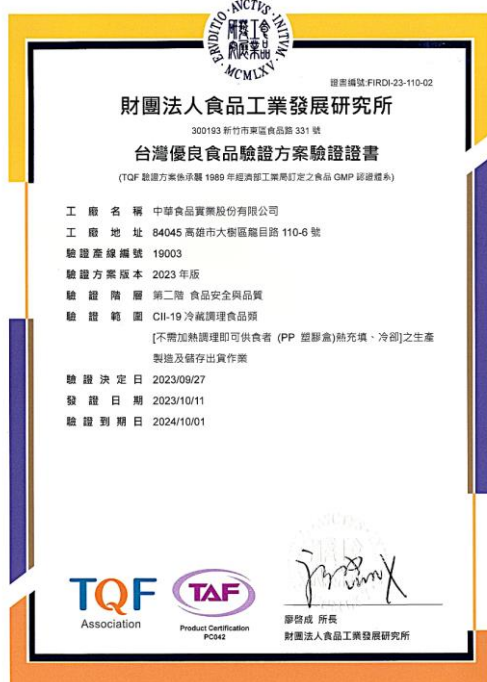 ERVDITIO·AVCTVS·INITIVM
·MCMLXV·
證書編號:FIRDI-23-110-02
財團法人食品工業發展研究所
300193 新竹市東區食品路 331 號
台灣優良食品驗證方案驗證證書
(TQF 驗證方案係承襲 1989 年經濟部工業局訂定之食品 GMP 認證體系)
工廠名稱 中華食品實業股份有限公司
工廠地址 84045 高雄市大樹區龍目路 110-6 號
驗證產線編號 19003
驗證方案版本 2023 年版
驗證階層 第二階 食品安全與品質
驗證範圍 CII-19 冷藏調理食品類
[不需加熱調理即可供食者 (PP 塑膠盒)熱充填、冷卻]之生產
製造及儲存出貨作業
驗證決定日 2023/09/27
發證日期 2023/10/11
驗證到期日 2024/10/01
TQF
Association
TAF
Product Certification
PC042
廖啓成 所長
財團法人食品工業發展研究所